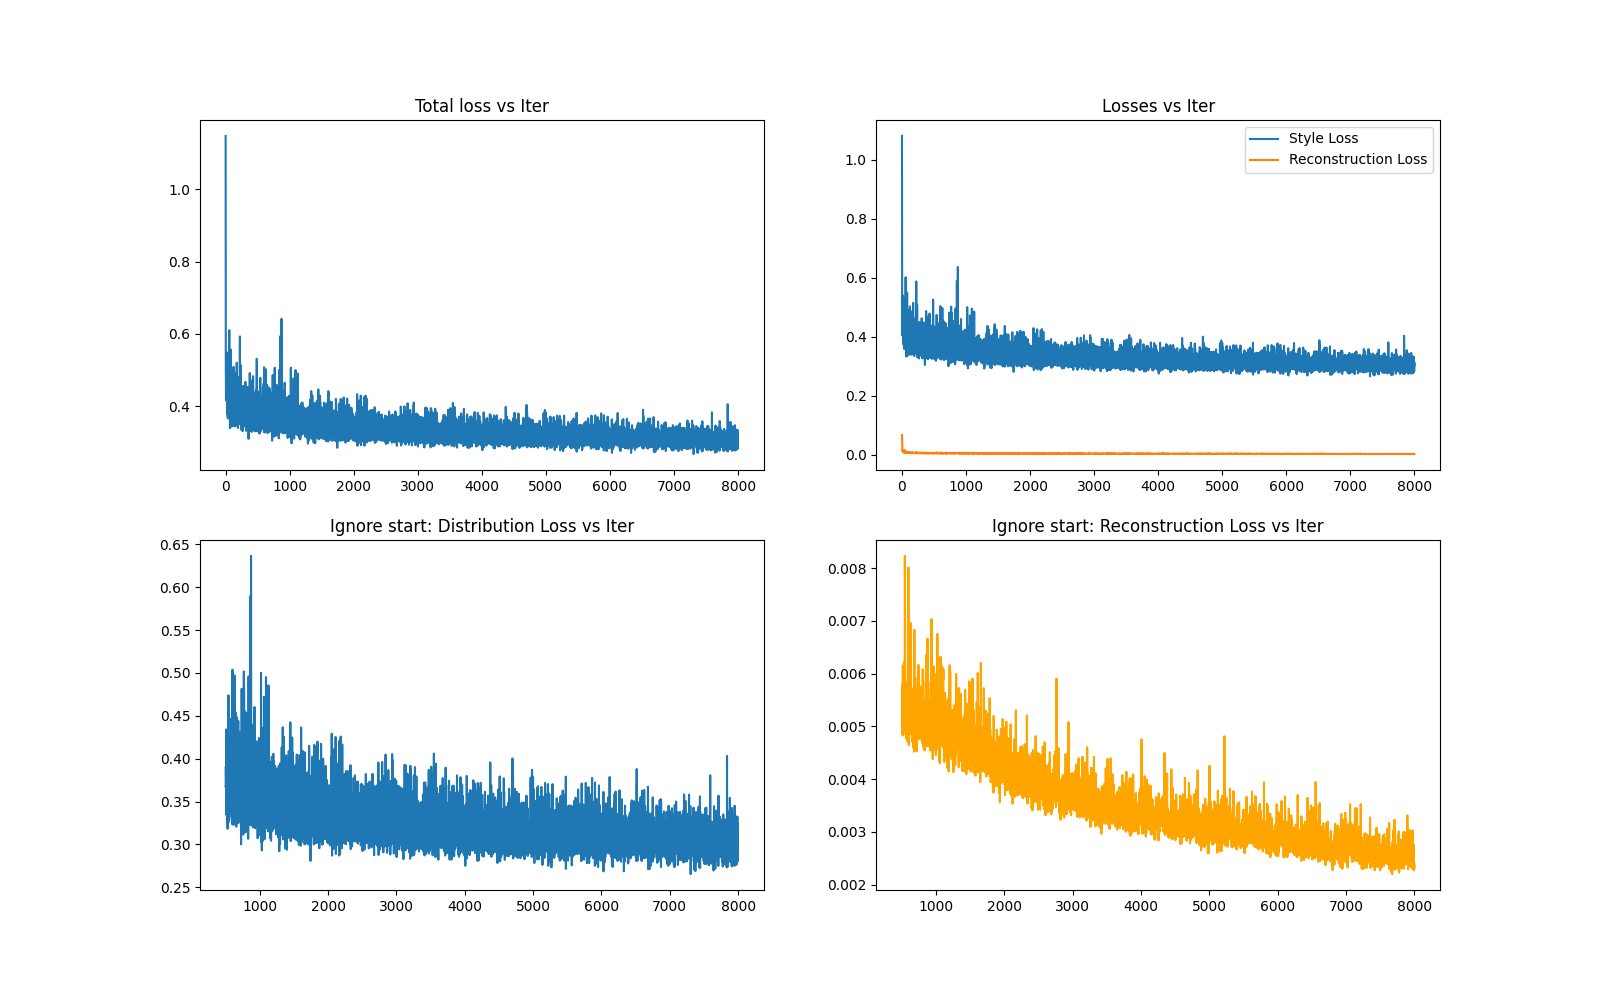 Total loss vs Iter
1.0
0.8
0.6
0.4
0 1000 2000 3000 4000 5000 6000 7000 8000
Losses vs Iter
Style Loss
Reconstruction Loss
1.0
0.8
0.6
0.4
0.2
0.0
0 1000 2000 3000 4000 5000 6000 7000 8000
Ignore start: Distribution Loss vs Iter
0.65
0.60
0.55
0.50
0.45
0.40
0.35
0.30
0.25
1000 2000 3000 4000 5000 6000 7000 8000
Ignore start: Reconstruction Loss vs Iter
0.008
0.007
0.006
0.005
0.004
0.003
0.002
1000 2000 3000 4000 5000 6000 7000 8000